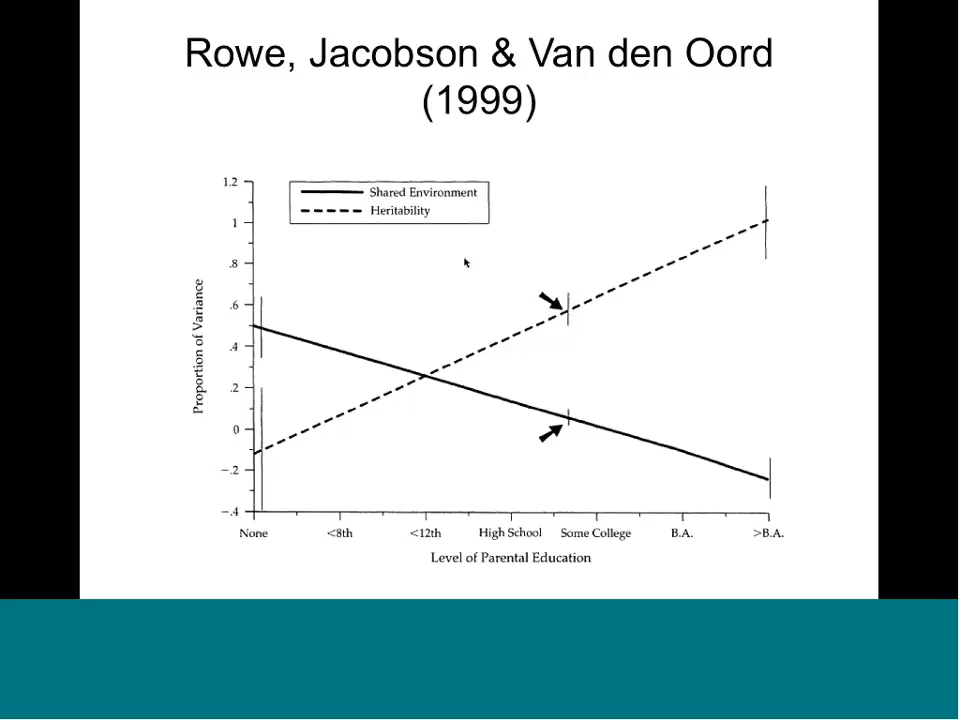 Rowe, Jacobson & Van den Oord
(1999)
1.2
1
.8
.6
.4
.2
0
−.2
−.4
Proportion of Variance
Shared Environment
Heritability
None <8th <12th High School Some College B.A. >B.A.
Level of Parental Education